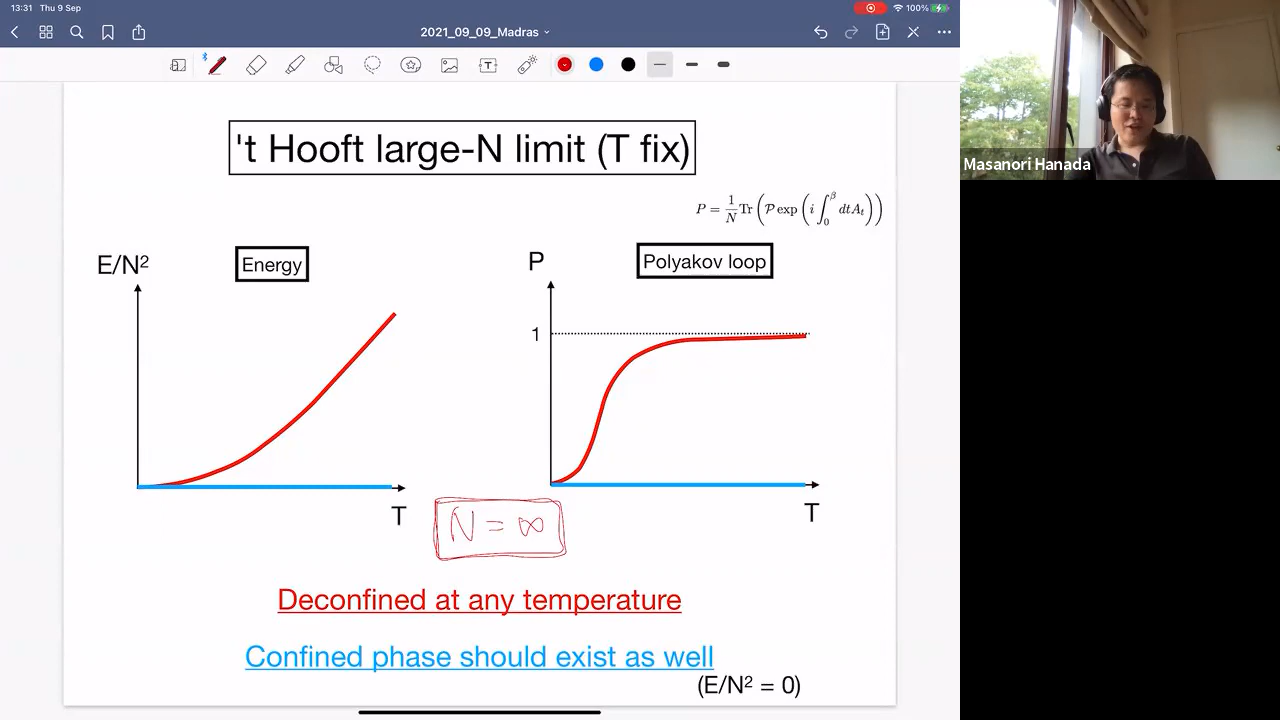 13:31 Thu 9 Sep
100%
2021_09_09_Madras
T
't Hooft large-N limit (T fix)
Masanori Hanada
P = \frac{1}{N} Tr ( 𝒫 exp ( i ∫_0^β dt A_t ) )
E/N²
Energy
P
Polyakov loop
1
T
T
N = ∞
Deconfined at any temperature
Confined phase should exist as well
(E/N² = 0)